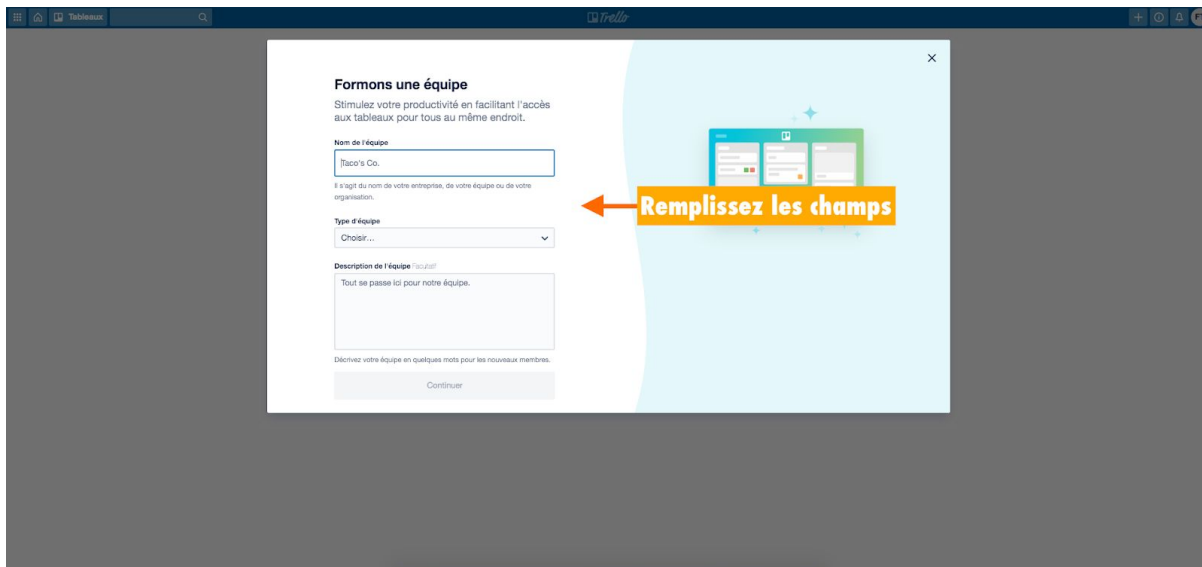 Tableaux
Trello
Formons une équipe
Stimulez votre productivité en facilitant l'accès
aux tableaux pour tous au même endroit.
Nom de l'équipe
Taco's Co.
Il s'agit du nom de votre entreprise, de votre équipe ou de votre
organisation.
Remplissez les champs
Type d'équipe
Choisir…
Description de l'équipe Facultatif
Tout se passe ici pour notre équipe.
Décrivez votre équipe en quelques mots pour les nouveaux membres.
Continuer